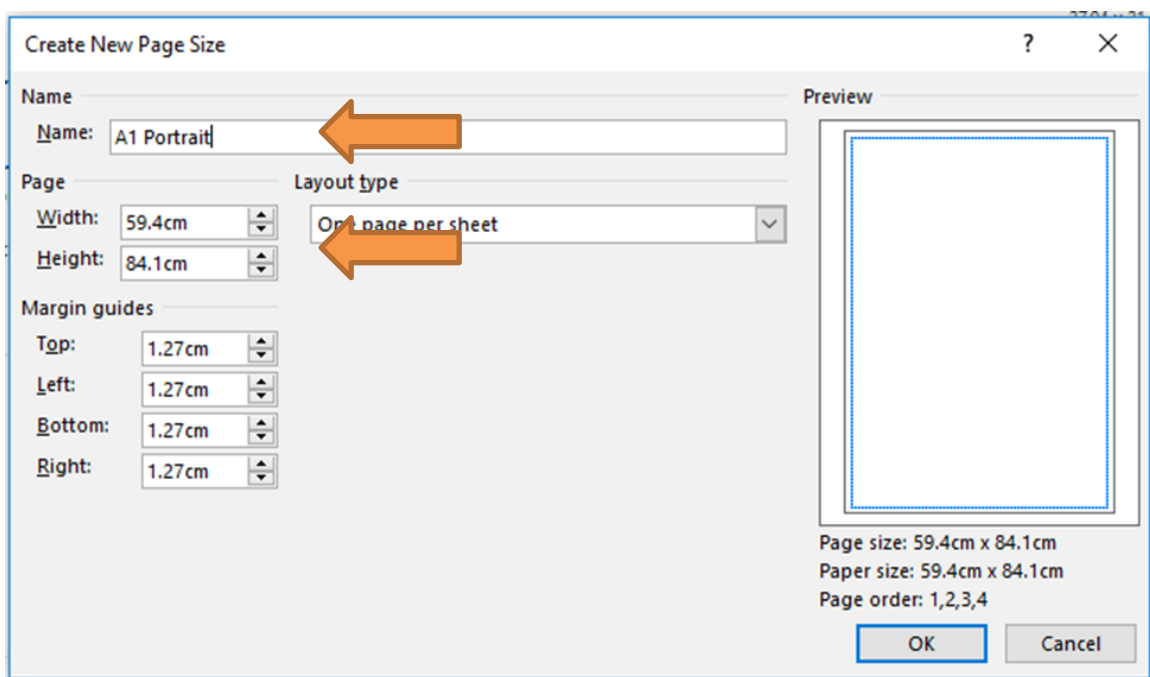 Create New Page Size
?
Name
Preview
Name: A1 Portrait
Page
Layout type
Width: 59.4cm
One page per sheet
Height: 84.1cm
Margin guides
Top: 1.27cm
Left: 1.27cm
Bottom: 1.27cm
Right: 1.27cm
Page size: 59.4cm x 84.1cm
Paper size: 59.4cm x 84.1cm
Page order: 1,2,3,4
OK
Cancel